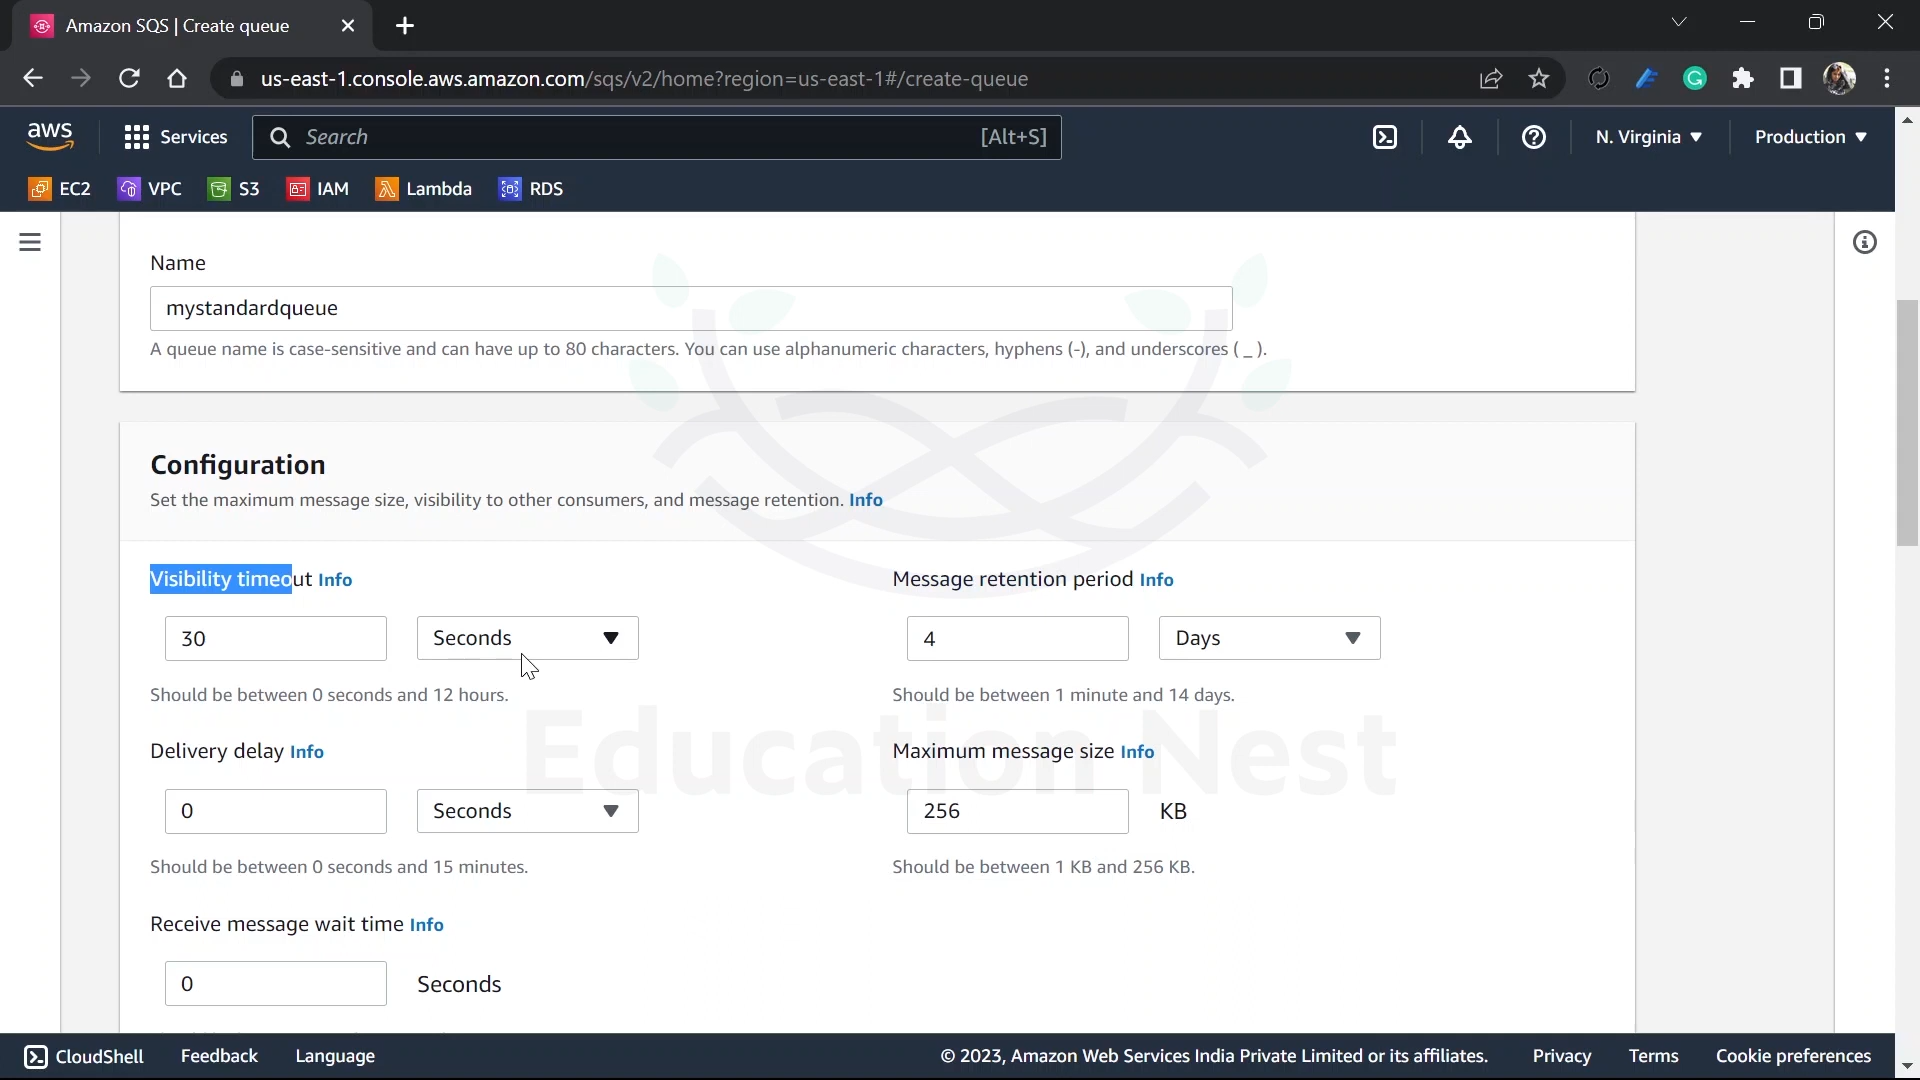 Amazon SQS | Create queue
us-east-1.console.aws.amazon.com/sqs/v2/home?region=us-east-1#/create-queue
aws Services Search [Alt+S] N. Virginia Production
EC2 VPC S3 IAM Lambda RDS
Name
mystandardqueue
A queue name is case-sensitive and can have up to 80 characters. You can use alphanumeric characters, hyphens (-), and underscores ( _ ).
Configuration
Set the maximum message size, visibility to other consumers, and message retention. Info
Visibility timeout Info
Message retention period Info
30 Seconds
4 Days
Should be between 0 seconds and 12 hours.
Should be between 1 minute and 14 days.
Education Nest
Delivery delay Info
Maximum message size Info
0 Seconds
256 KB
Should be between 0 seconds and 15 minutes.
Should be between 1 KB and 256 KB.
Receive message wait time Info
0 Seconds
CloudShell Feedback Language © 2023, Amazon Web Services India Private Limited or its affiliates. Privacy Terms Cookie preferences